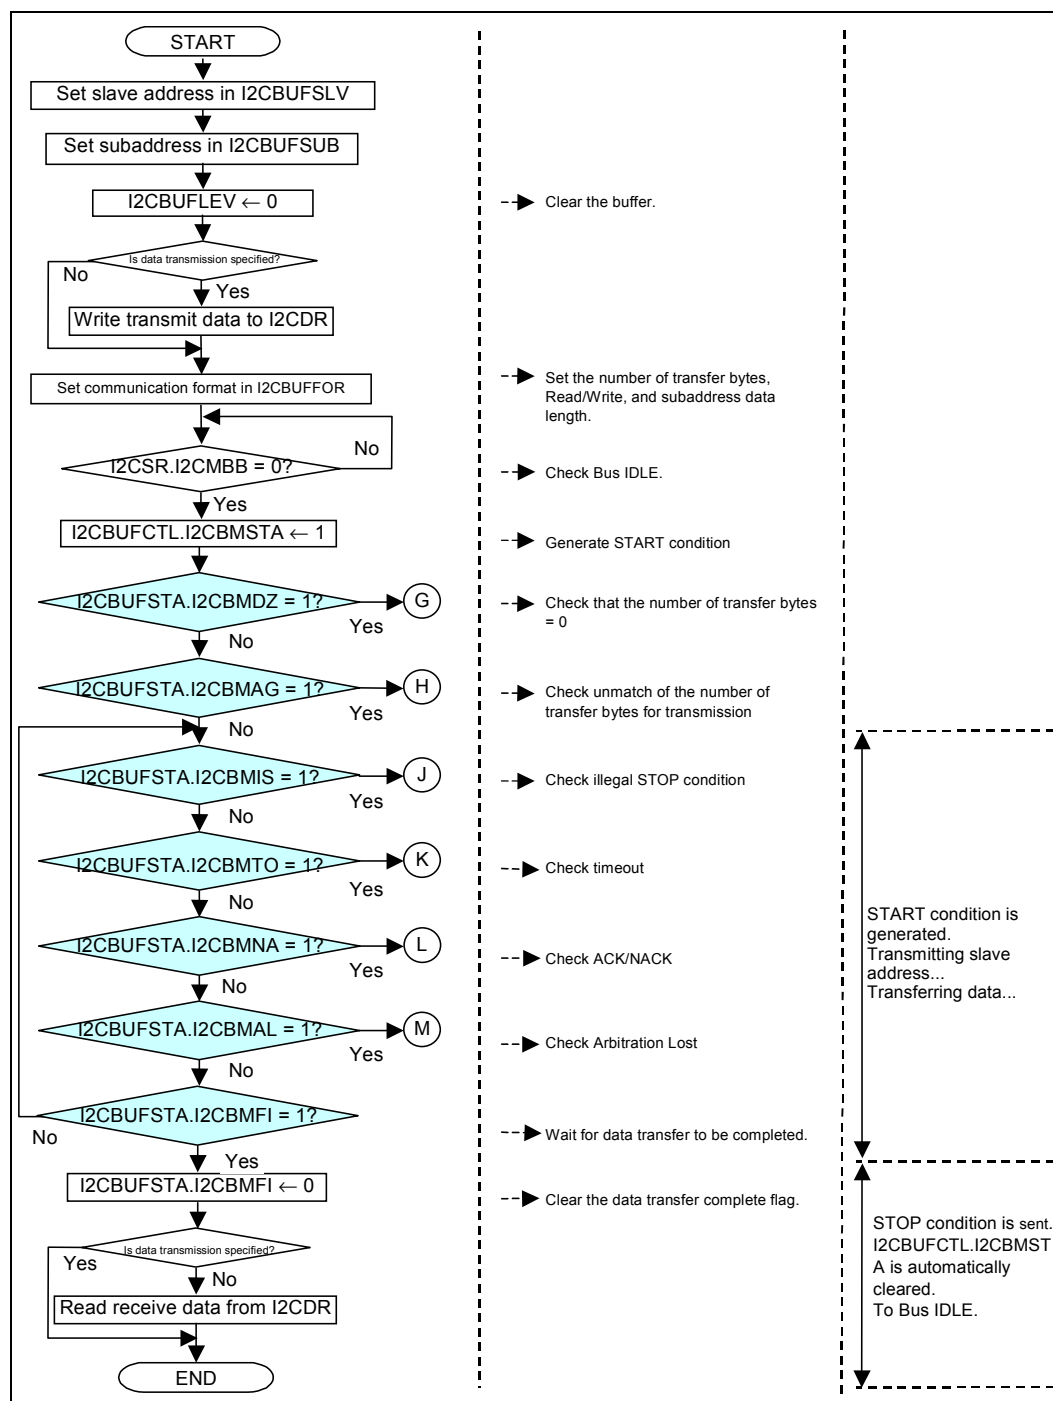 START
Set slave address in I2CBUFSLV
Set subaddress in I2CBUFSUB
I2CBUFLEV ← 0
Clear the buffer.
Is data transmission specified?
No
Yes
Write transmit data to I2CDR
Set communication format in I2CBUFFOR
Set the number of transfer bytes,
Read/Write, and subaddress data
length.
No
I2CSR.I2CMBB = 0?
Check Bus IDLE.
Yes
I2CBUFCTL.I2CBMSTA ← 1
Generate START condition
I2CBUFSTA.I2CBMDZ = 1?
G
Yes
Check that the number of transfer bytes
= 0
No
I2CBUFSTA.I2CBMAG = 1?
H
Yes
Check unmatch of the number of
transfer bytes for transmission
No
I2CBUFSTA.I2CBMIS = 1?
J
Yes
Check illegal STOP condition
No
I2CBUFSTA.I2CBMTO = 1?
K
Yes
Check timeout
No
I2CBUFSTA.I2CBMNA = 1?
L
Yes
Check ACK/NACK
No
I2CBUFSTA.I2CBMAL = 1?
M
Yes
Check Arbitration Lost
No
I2CBUFSTA.I2CBMFI = 1?
No
Wait for data transfer to be completed.
Yes
I2CBUFSTA.I2CBMFI ← 0
Clear the data transfer complete flag.
Is data transmission specified?
Yes
No
Read receive data from I2CDR
END
START condition is
generated.
Transmitting slave
address...
Transferring data...
STOP condition is sent.
I2CBUFCTL.I2CBMST
A is automatically
cleared.
To Bus IDLE.